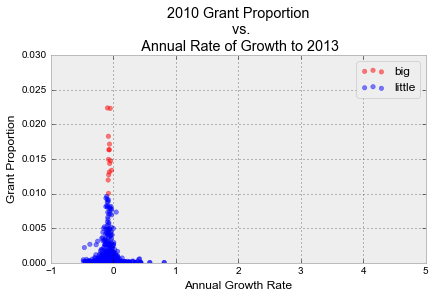 2010 Grant Proportion
vs.
Annual Rate of Growth to 2013
0.030
0.025
0.020
0.015
0.010
0.005
0.000
Grant Proportion
big
little
−1
0
1
2
3
4
5
Annual Growth Rate